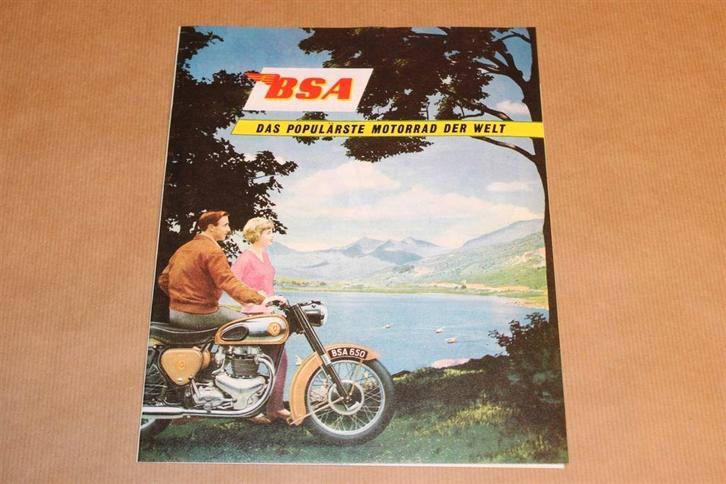 BSA
DAS POPULÄRSTE MOTORRAD DER WELT
BSA 650